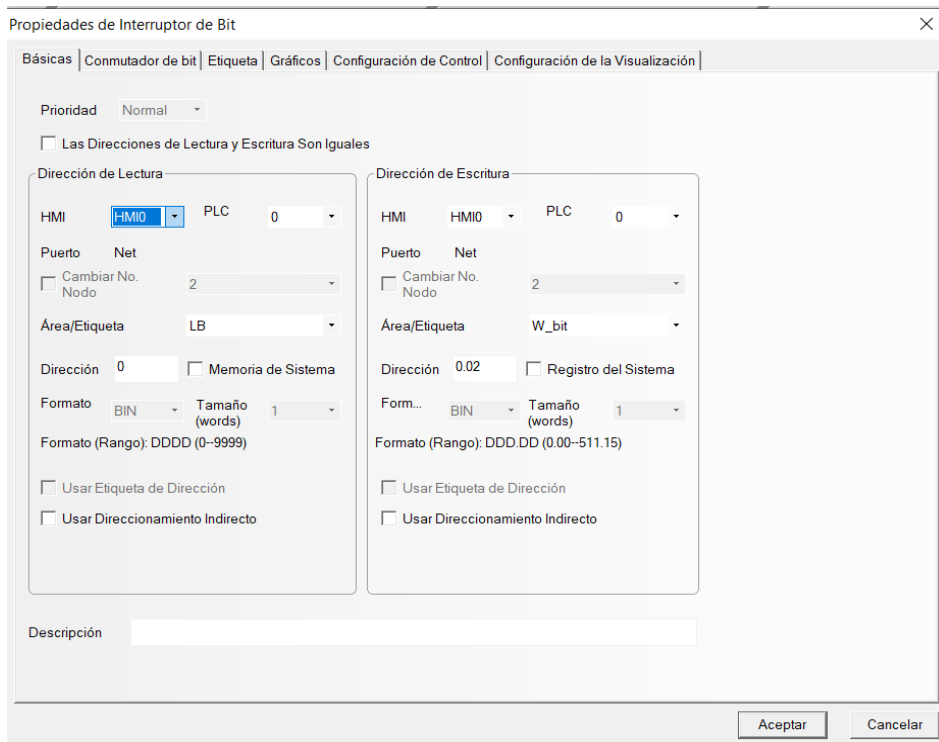 Propiedades de Interruptor de Bit
Básicas Conmutador de bit Etiqueta Gráficos Configuración de Control Configuración de la Visualización
Prioridad Normal
Las Direcciones de Lectura y Escritura Son Iguales
Dirección de Lectura
HMI HMI0 PLC 0
Puerto Net
Cambiar No. Nodo 2
Área/Etiqueta LB
Dirección 0 Memoria de Sistema
Formato BIN Tamaño (words) 1
Formato (Rango): DDDD (0--9999)
Usar Etiqueta de Dirección
Usar Direccionamiento Indirecto
Dirección de Escritura
HMI HMI0 PLC 0
Puerto Net
Cambiar No. Nodo 2
Área/Etiqueta W_bit
Dirección 0.02 Registro del Sistema
Form... BIN Tamaño (words) 1
Formato (Rango): DDD.DD (0.00--511.15)
Usar Etiqueta de Dirección
Usar Direccionamiento Indirecto
Descripción
Aceptar Cancelar